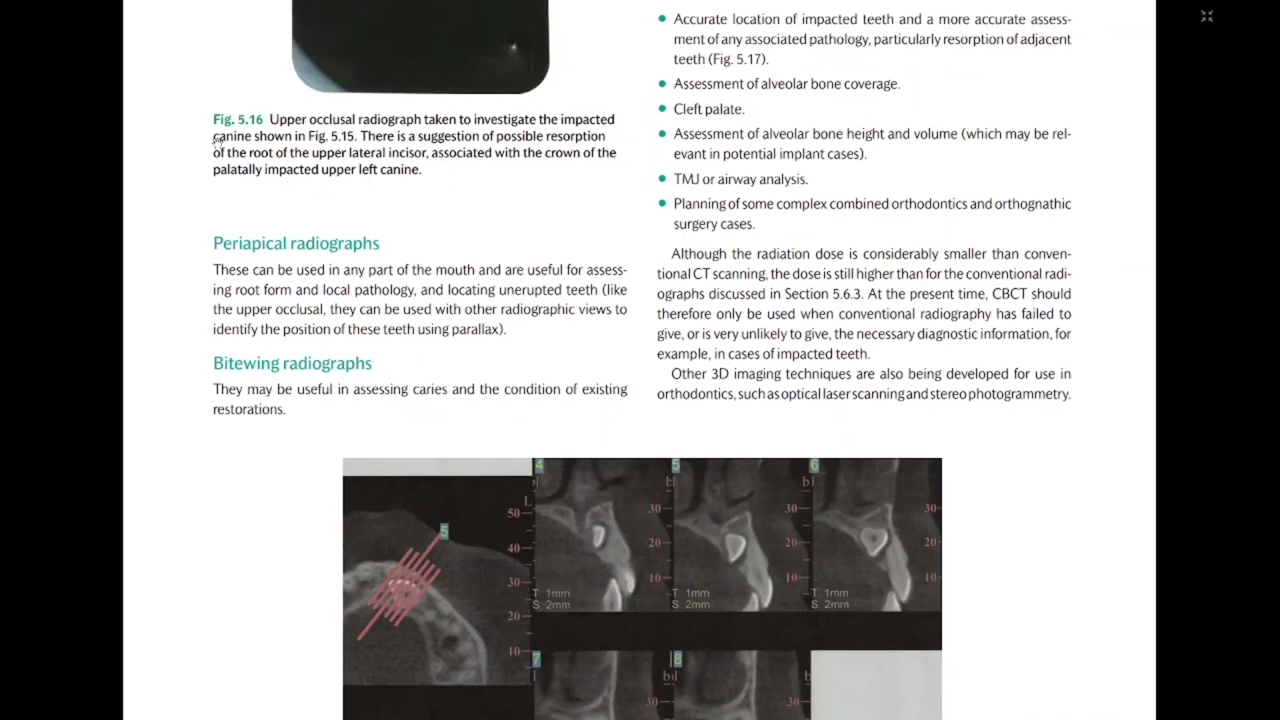 Fig. 5.16 Upper occlusal radiograph taken to investigate the impacted
canine shown in Fig. 5.15. There is a suggestion of possible resorption
of the root of the upper lateral incisor, associated with the crown of the
palatally impacted upper left canine.
Periapical radiographs
These can be used in any part of the mouth and are useful for assess-
ing root form and local pathology, and locating unerupted teeth (like
the upper occlusal, they can be used with other radiographic views to
identify the position of these teeth using parallax).
Bitewing radiographs
They may be useful in assessing caries and the condition of existing
restorations.
• Accurate location of impacted teeth and a more accurate assess-
ment of any associated pathology, particularly resorption of adjacent
teeth (Fig. 5.17).
• Assessment of alveolar bone coverage.
• Cleft palate.
• Assessment of alveolar bone height and volume (which may be rel-
evant in potential implant cases).
• TMJ or airway analysis.
• Planning of some complex combined orthodontics and orthognathic
surgery cases.
Although the radiation dose is considerably smaller than conven-
tional CT scanning, the dose is still higher than for the conventional radi-
ographs discussed in Section 5.6.3. At the present time, CBCT should
therefore only be used when conventional radiography has failed to
give, or is very unlikely to give, the necessary diagnostic information, for
example, in cases of impacted teeth.
Other 3D imaging techniques are also being developed for use in
orthodontics, such as optical laser scanning and stereo photogrammetry.
5
L
50
40
30
20
10
4
bl
30
20
10
T 1mm
S 2mm
5
bl
30
20
10
T 1mm
S 2mm
6
30
20
10
T 1mm
S 2mm
7
l
bl
30
8
l
b
30